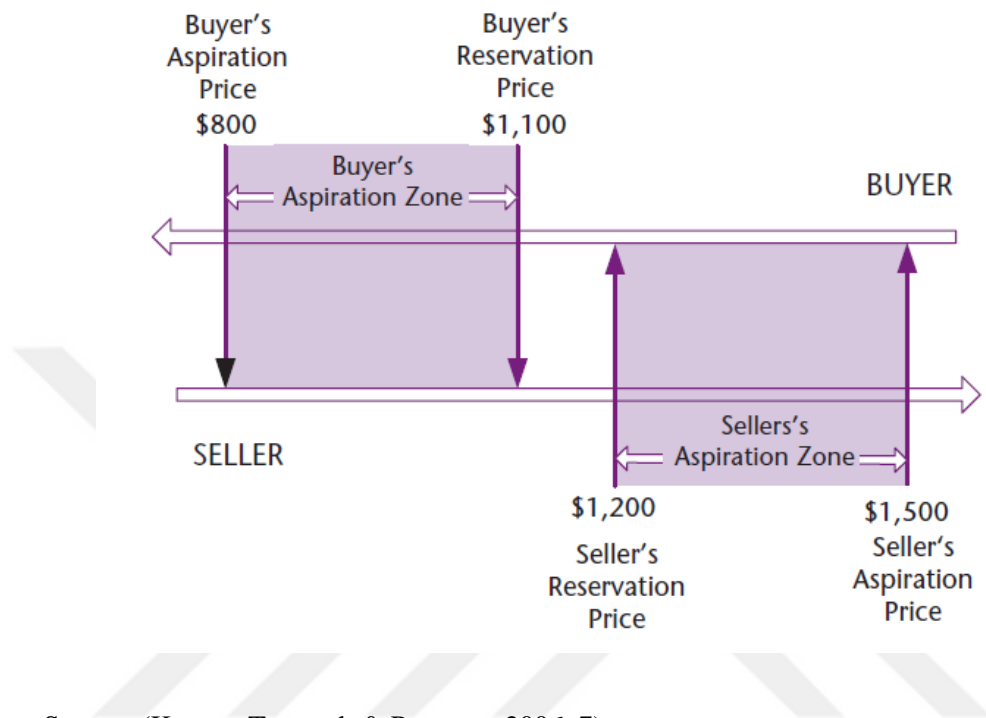 Buyer's
Aspiration
Price
$800
Buyer's
Reservation
Price
$1,100
Buyer's
Aspiration Zone
BUYER
SELLER
Sellers's
Aspiration Zone
$1,200
Seller's
Reservation
Price
$1,500
Seller's
Aspiration
Price